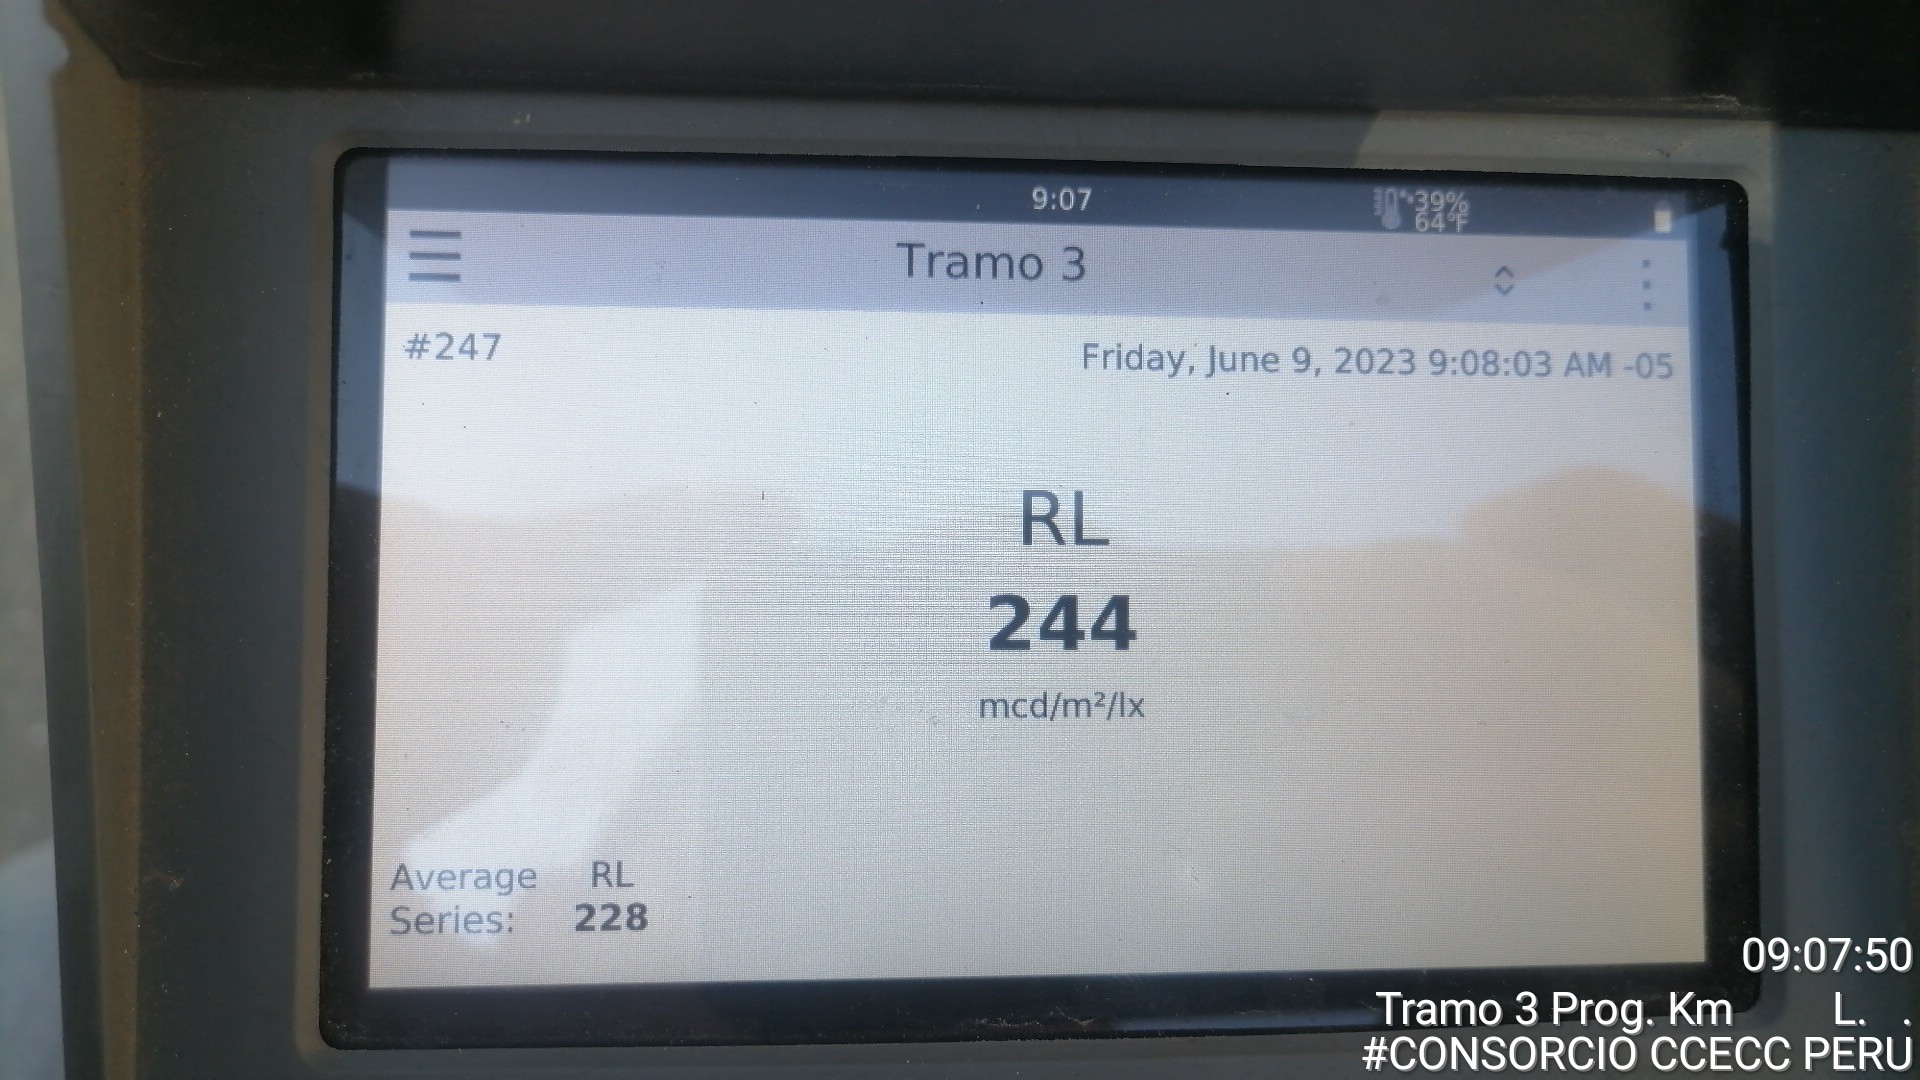 9:07
39%
64°F
Tramo 3
#247
Friday, June 9, 2023 9:08:03 AM -05
RL
244
mcd/m²/lx
Average RL
Series: 228
09:07:50
Tramo 3 Prog. Km L. .
#CONSORCIO CCECC PERU